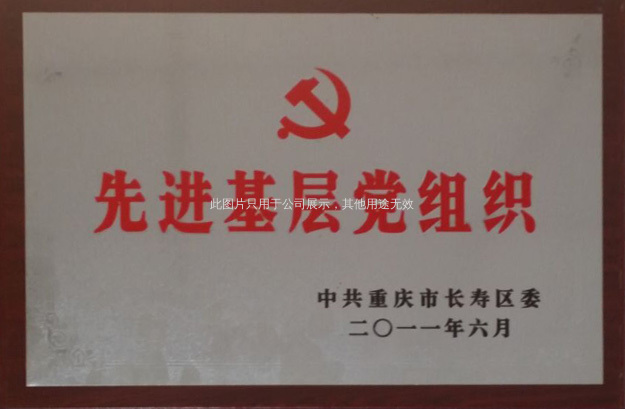 先进基层党组织
此图片只用于公司展示，其他用途无效
中共重庆市长寿区委
二〇一一年六月